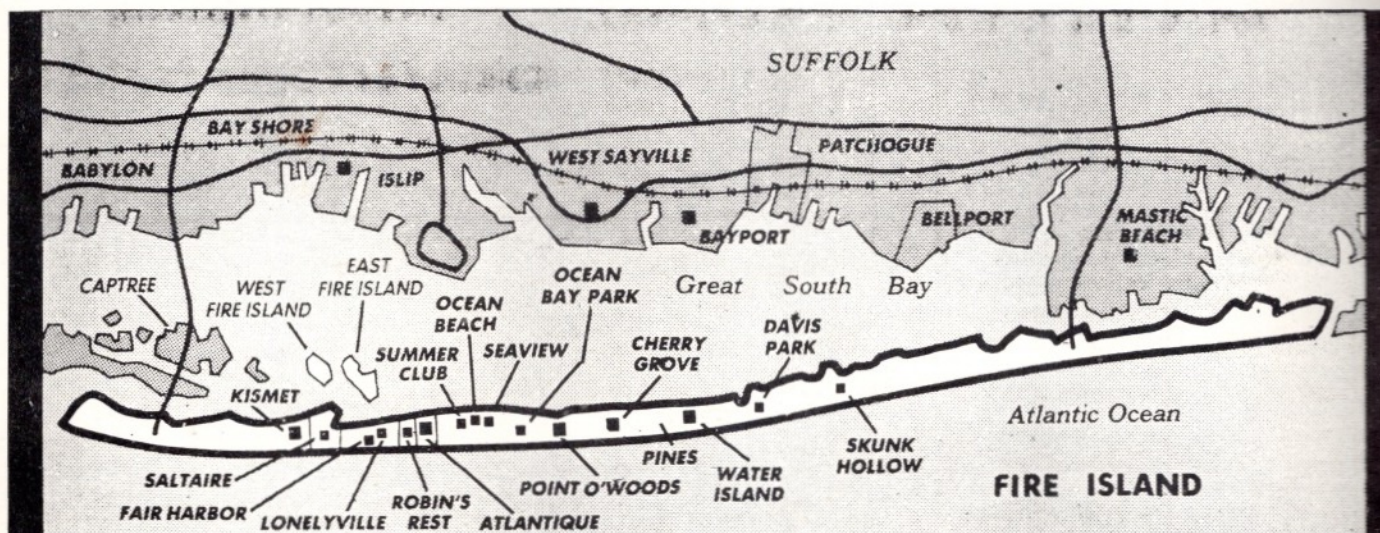 SUFFOLK
BAY SHORE
BABYLON
WEST SAYVILLE
PATCHOGUE
ISLIP
BAYPORT
BELLPORT
MASTIC
BEACH
CAPTREE
WEST
FIRE ISLAND
EAST
FIRE ISLAND
OCEAN
BEACH
OCEAN
BAY PARK
Great South Bay
SUMMER
CLUB
SEAVIEW
CHERRY
GROVE
DAVIS
PARK
KISMET
Atlantic Ocean
SALTAIRE
FAIR HARBOR
LONELYVILLE
ROBIN'S
REST
ATLANTIQUE
POINT O'WOODS
PINES
WATER
ISLAND
SKUNK
HOLLOW
FIRE ISLAND